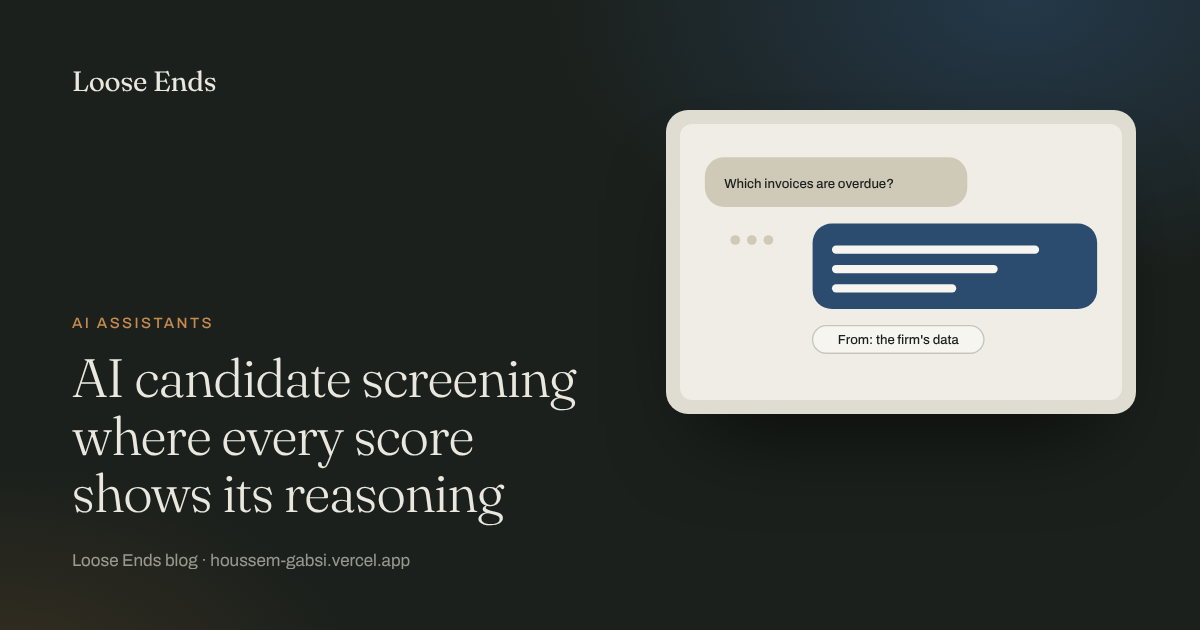 Loose Ends
AI ASSISTANTS
AI candidate screening
where every score
shows its reasoning
Loose Ends blog · houssem-gabsi.vercel.app
Which invoices are overdue?
From: the firm's data